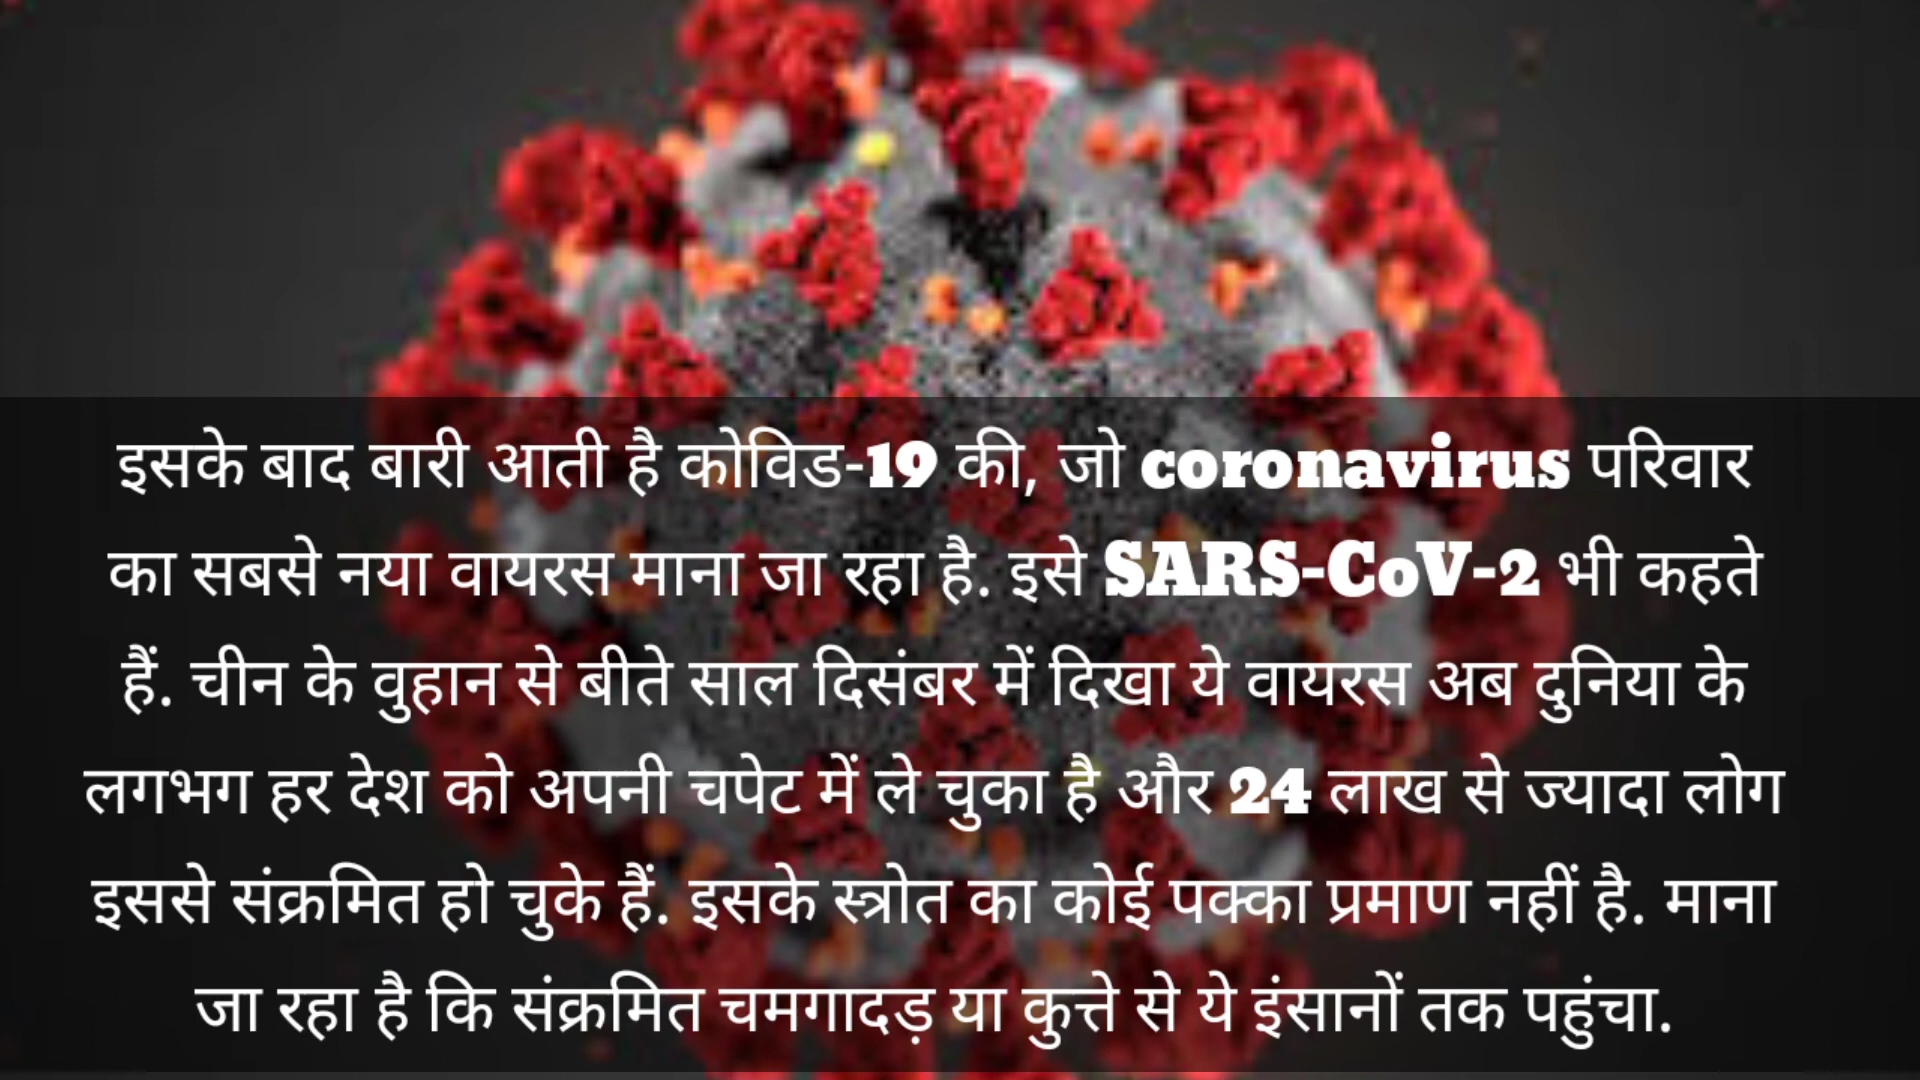 इसके बाद बारी आती है कोविड-19 की, जो coronavirus परिवार
का सबसे नया वायरस माना जा रहा है. इसे SARS-CoV-2 भी कहते
हैं. चीन के वुहान से बीते साल दिसंबर में दिखा ये वायरस अब दुनिया के
लगभग हर देश को अपनी चपेट में ले चुका है और 24 लाख से ज्यादा लोग
इससे संक्रमित हो चुके हैं. इसके स्त्रोत का कोई पक्का प्रमाण नहीं है. माना
जा रहा है कि संक्रमित चमगादड़ या कुत्ते से ये इंसानों तक पहुंचा.